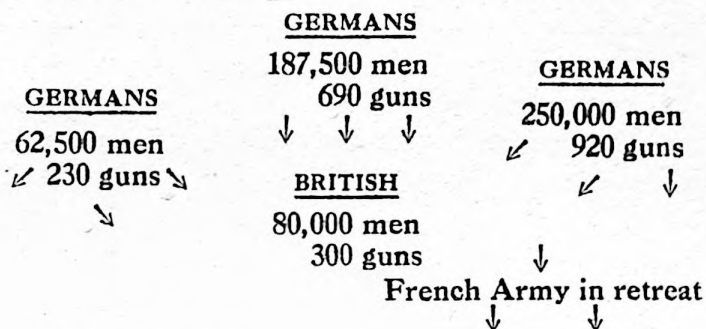 GERMANS
187,500 men
690 guns
GERMANS
62,500 men
230 guns
GERMANS
250,000 men
920 guns
BRITISH
80,000 men
300 guns
French Army in retreat